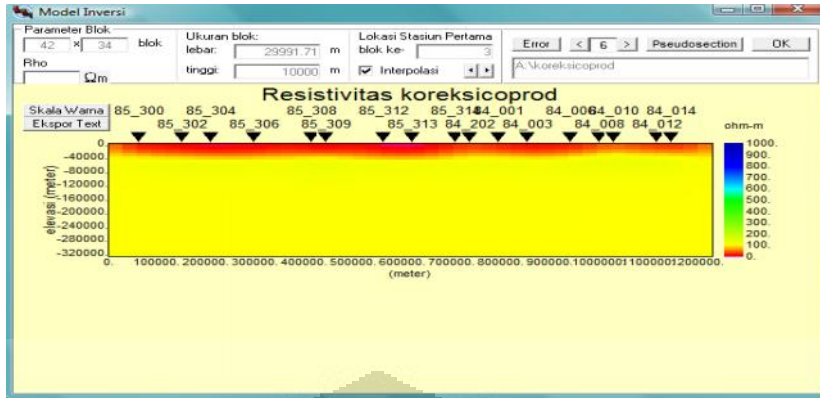 Model Inversi
Parameter Blok
42 x 34 blok
Rho
Ωm
Ukuran blok:
lebar: 29991.71 m
tinggi: 10000 m
Lokasi Stasiun Pertama
blok ke- 3
Interpolasi
Error < 6 > Pseudosection OK
A:\koreksicoprod
Resistivitas koreksicoprod
Skala Warna
Ekspor Text
85_300 85_304 85_308 85_312 85_314 84_001 84_006 84_010 84_014
85_302 85_306 85_309 85_313 84_202 84_003 84_008 84_012
ohm-m
elevasi (meter)
0.
-40000.
-80000.
-120000.
-160000.
-200000.
-240000.
-280000.
-320000.
1000.
900.
800.
700.
600.
500.
400.
300.
200.
100.
0.
0. 100000. 200000. 300000. 400000. 500000. 600000. 700000. 800000. 900000. 1000000. 1100000. 1200000.
(meter)